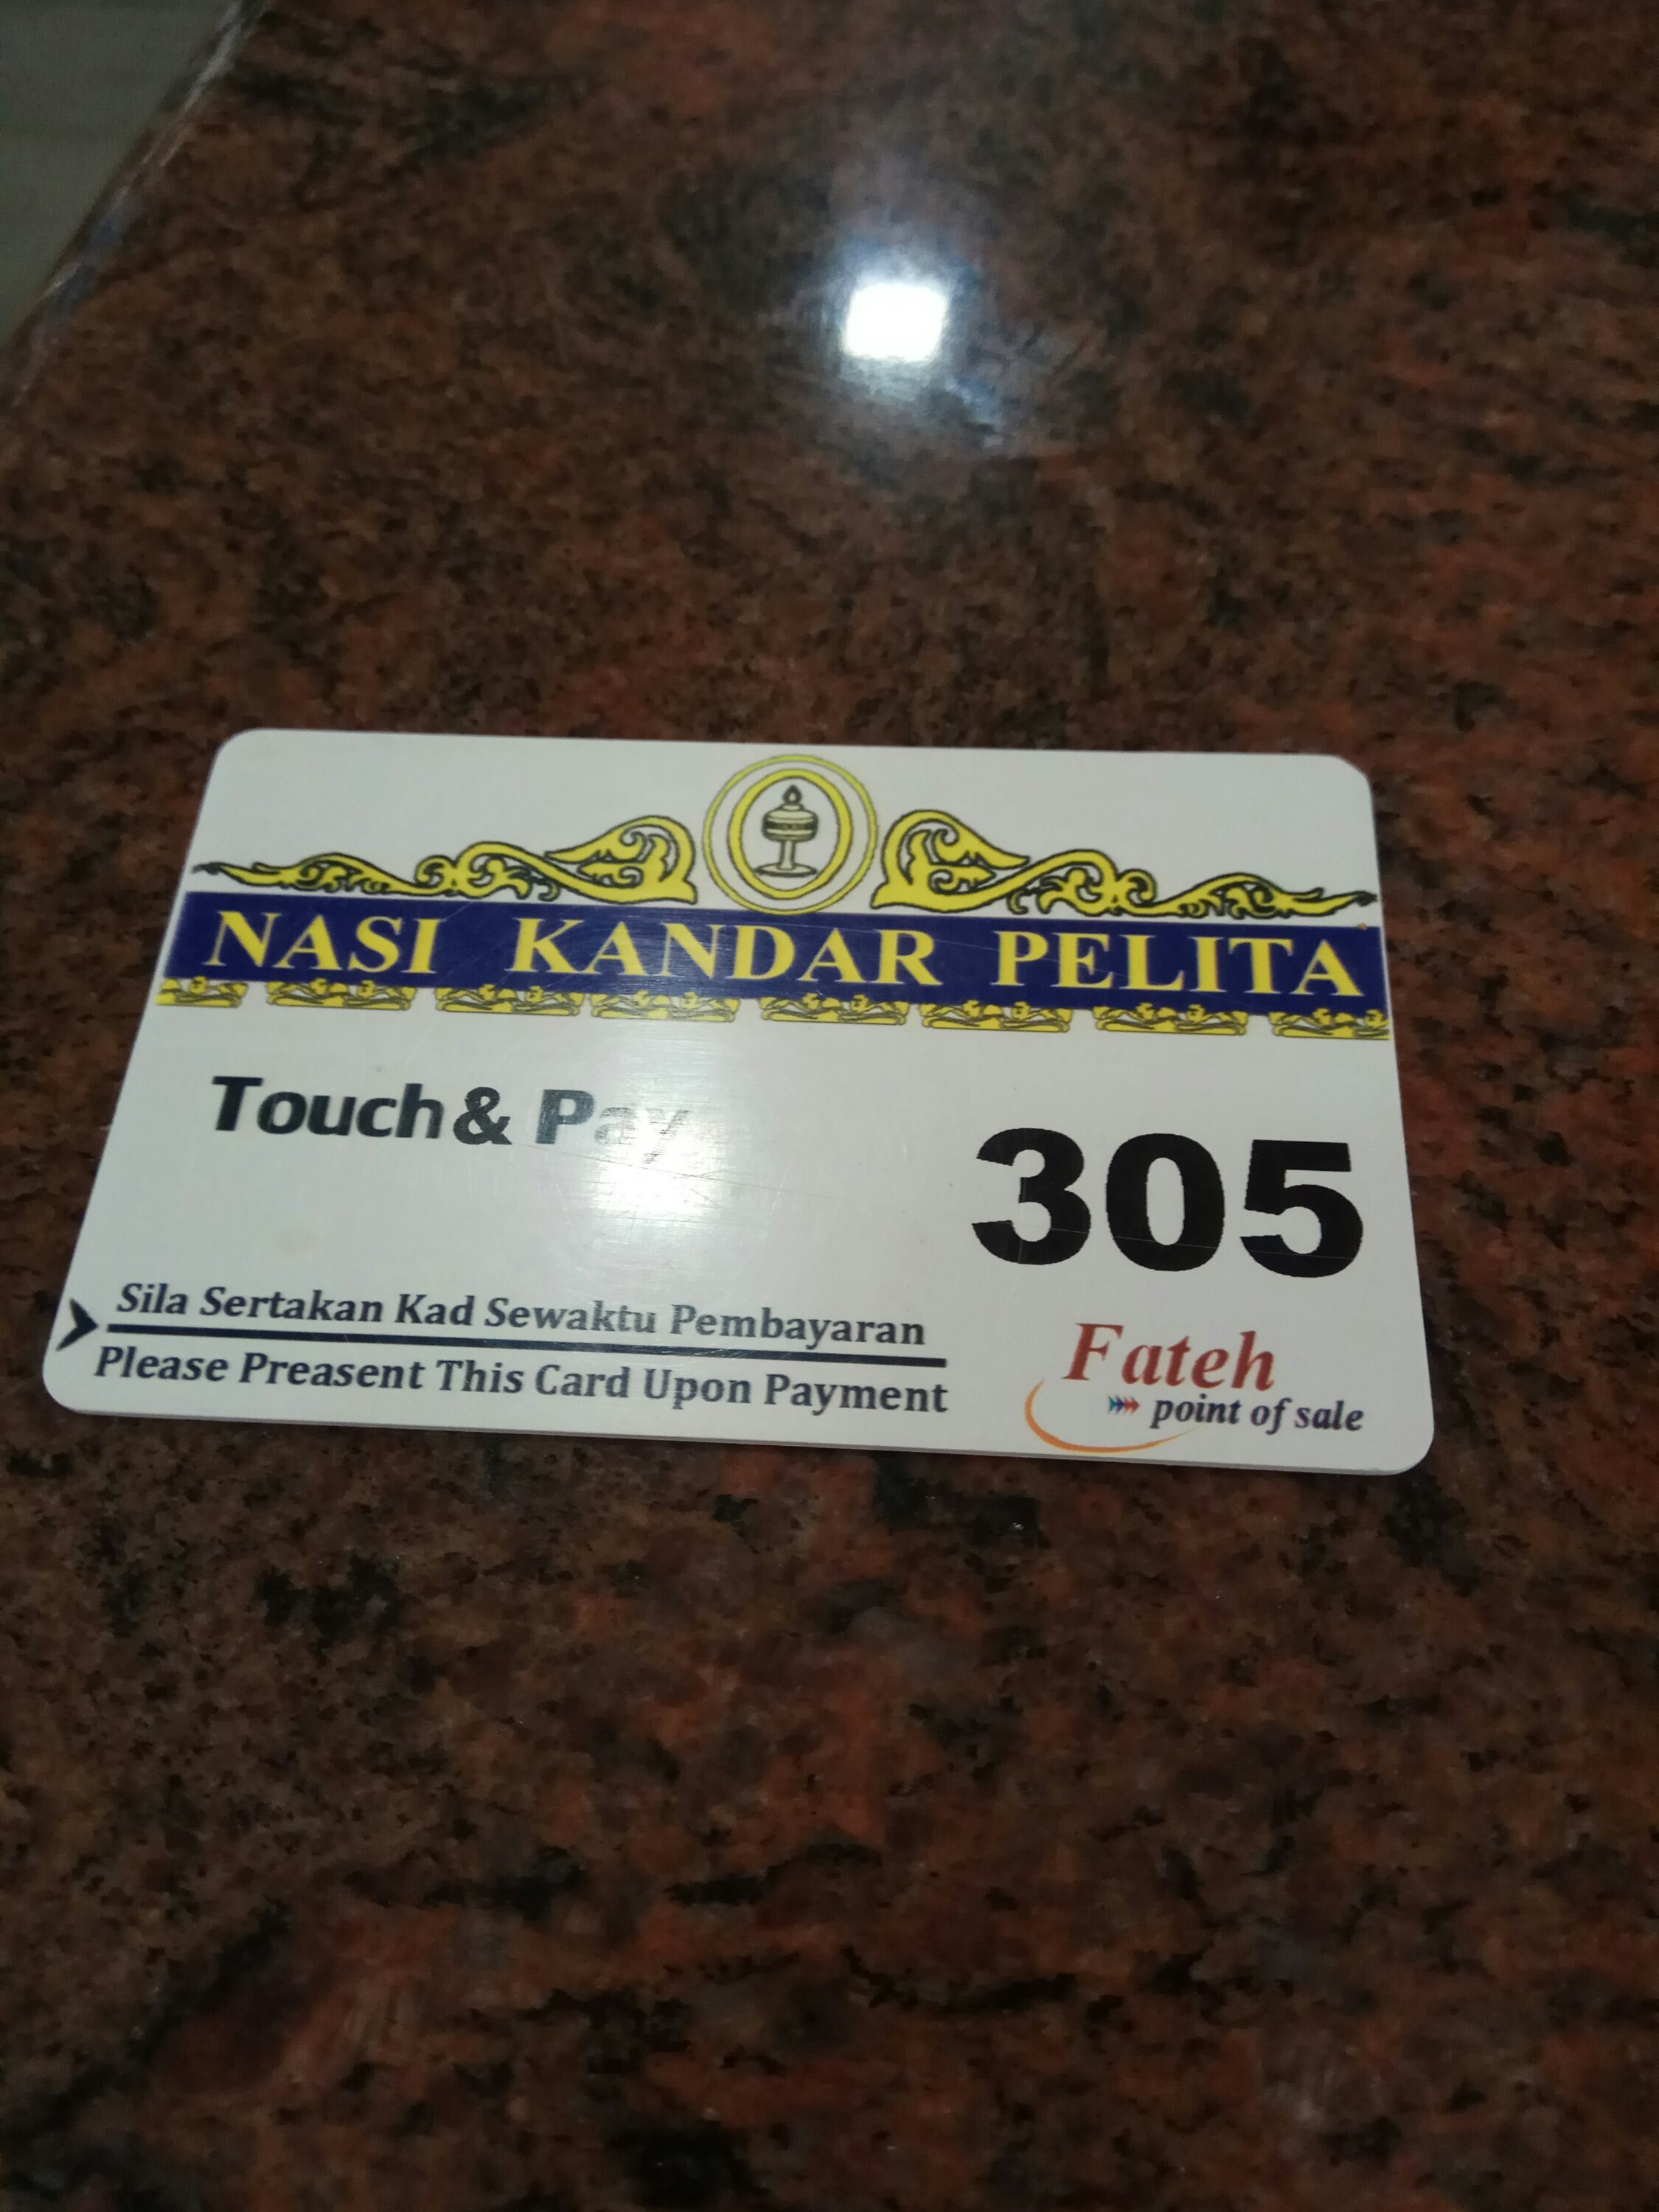 NASI KANDAR PELITA
Touch & Pay
305
Sila Sertakan Kad Sewaktu Pembayaran
Please Preasent This Card Upon Payment
Fateh
point of sale